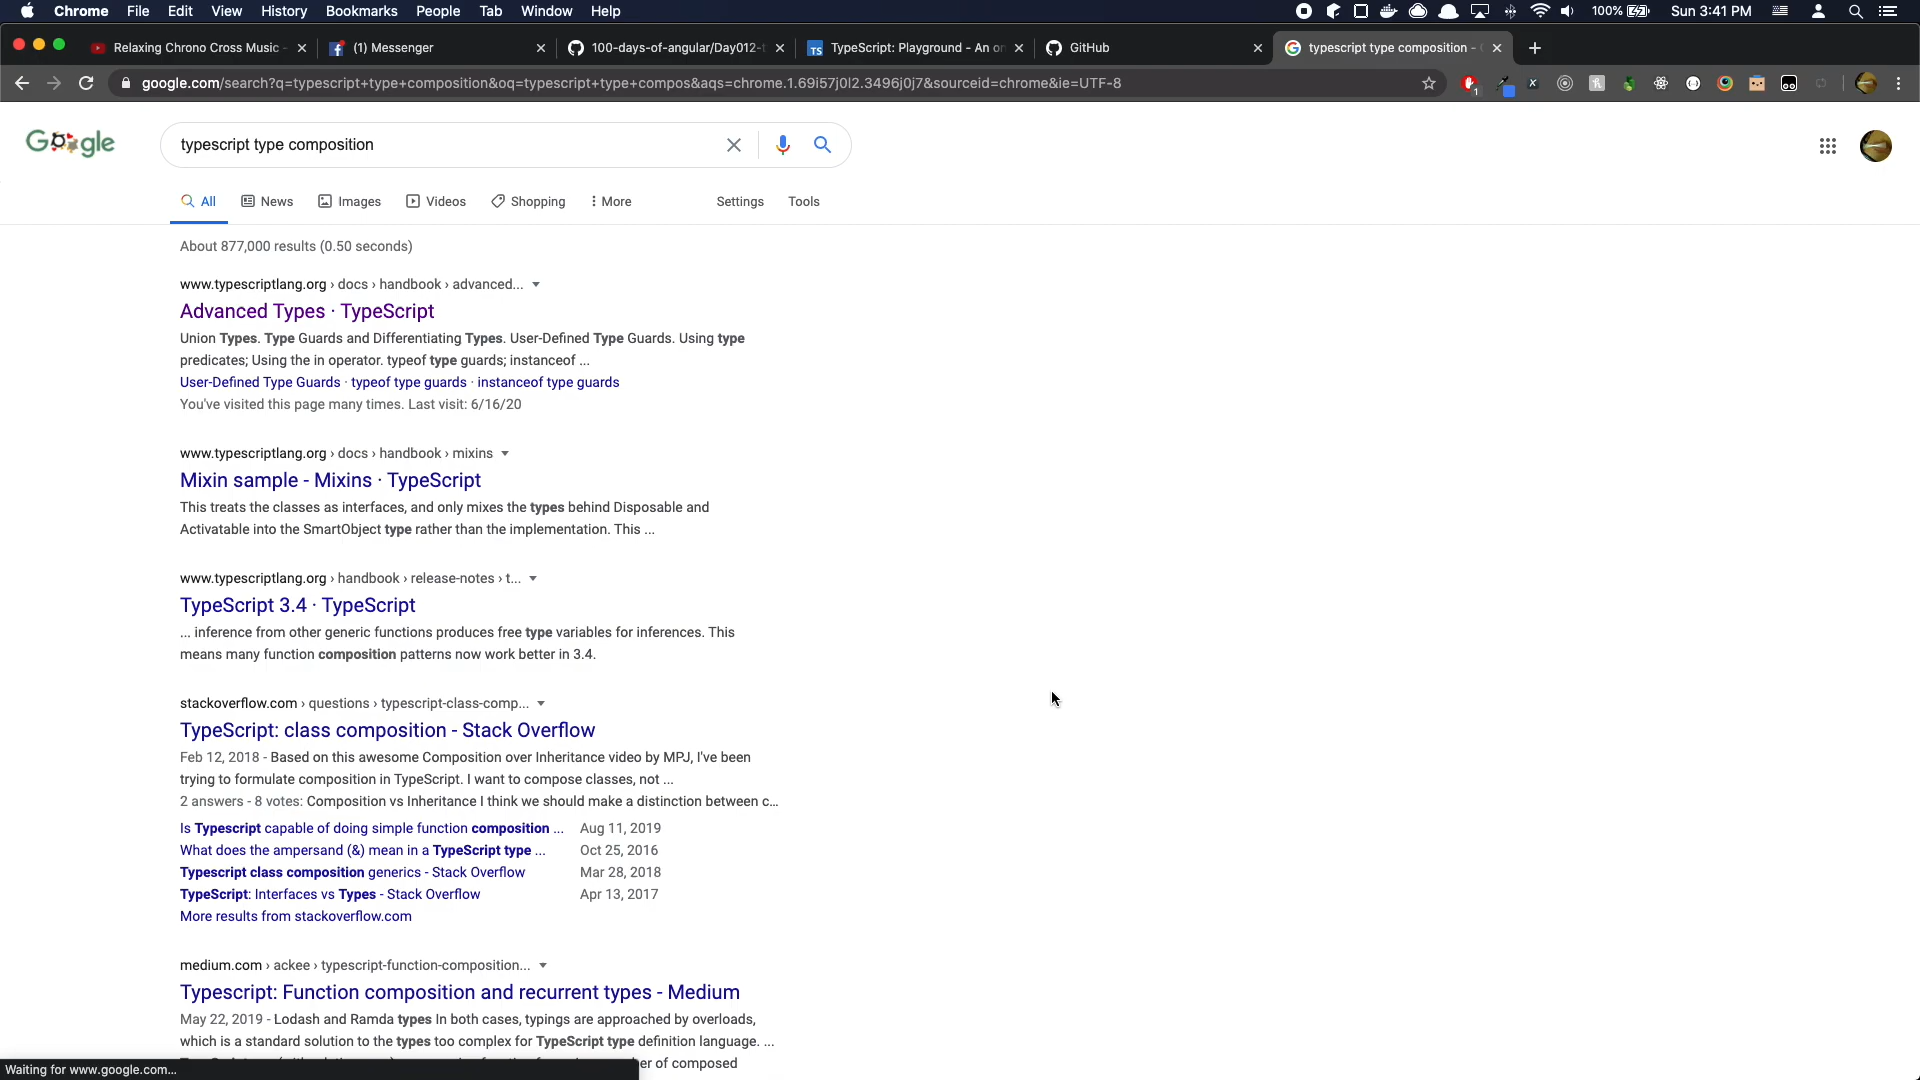 Chrome File Edit View History Bookmarks People Tab Window Help 100% Sun 3:41 PM
Relaxing Chrono Cross Music - (1) Messenger 100-days-of-angular/Day012- TypeScript: Playground - An on GitHub typescript type composition -
google.com/search?q=typescript+type+composition&oq=typescript+type+compos&aqs=chrome.1.69i57j0l2.3496j0j7&sourceid=chrome&ie=UTF-8
Google typescript type composition
All News Images Videos Shopping More Settings Tools
About 877,000 results (0.50 seconds)
www.typescriptlang.org › docs › handbook › advanced...
Advanced Types · TypeScript
Union Types. Type Guards and Differentiating Types. User-Defined Type Guards. Using type
predicates; Using the in operator. typeof type guards; instanceof ...
User-Defined Type Guards · typeof type guards · instanceof type guards
You've visited this page many times. Last visit: 6/16/20
www.typescriptlang.org › docs › handbook › mixins
Mixin sample - Mixins · TypeScript
This treats the classes as interfaces, and only mixes the types behind Disposable and
Activatable into the SmartObject type rather than the implementation. This ...
www.typescriptlang.org › handbook › release-notes › t...
TypeScript 3.4 · TypeScript
... inference from other generic functions produces free type variables for inferences. This
means many function composition patterns now work better in 3.4.
stackoverflow.com › questions › typescript-class-comp...
TypeScript: class composition - Stack Overflow
Feb 12, 2018 - Based on this awesome Composition over Inheritance video by MPJ, I've been
trying to formulate composition in TypeScript. I want to compose classes, not ...
2 answers - 8 votes: Composition vs Inheritance I think we should make a distinction between c...
Is Typescript capable of doing simple function composition ... Aug 11, 2019
What does the ampersand (&) mean in a TypeScript type ... Oct 25, 2016
Typescript class composition generics - Stack Overflow Mar 28, 2018
TypeScript: Interfaces vs Types - Stack Overflow Apr 13, 2017
More results from stackoverflow.com
medium.com › ackee › typescript-function-composition...
Typescript: Function composition and recurrent types - Medium
May 22, 2019 - Lodash and Ramda types In both cases, typings are approached by overloads,
which is a standard solution to the types too complex for TypeScript type definition language. ...
er of composed
Waiting for www.google.com...